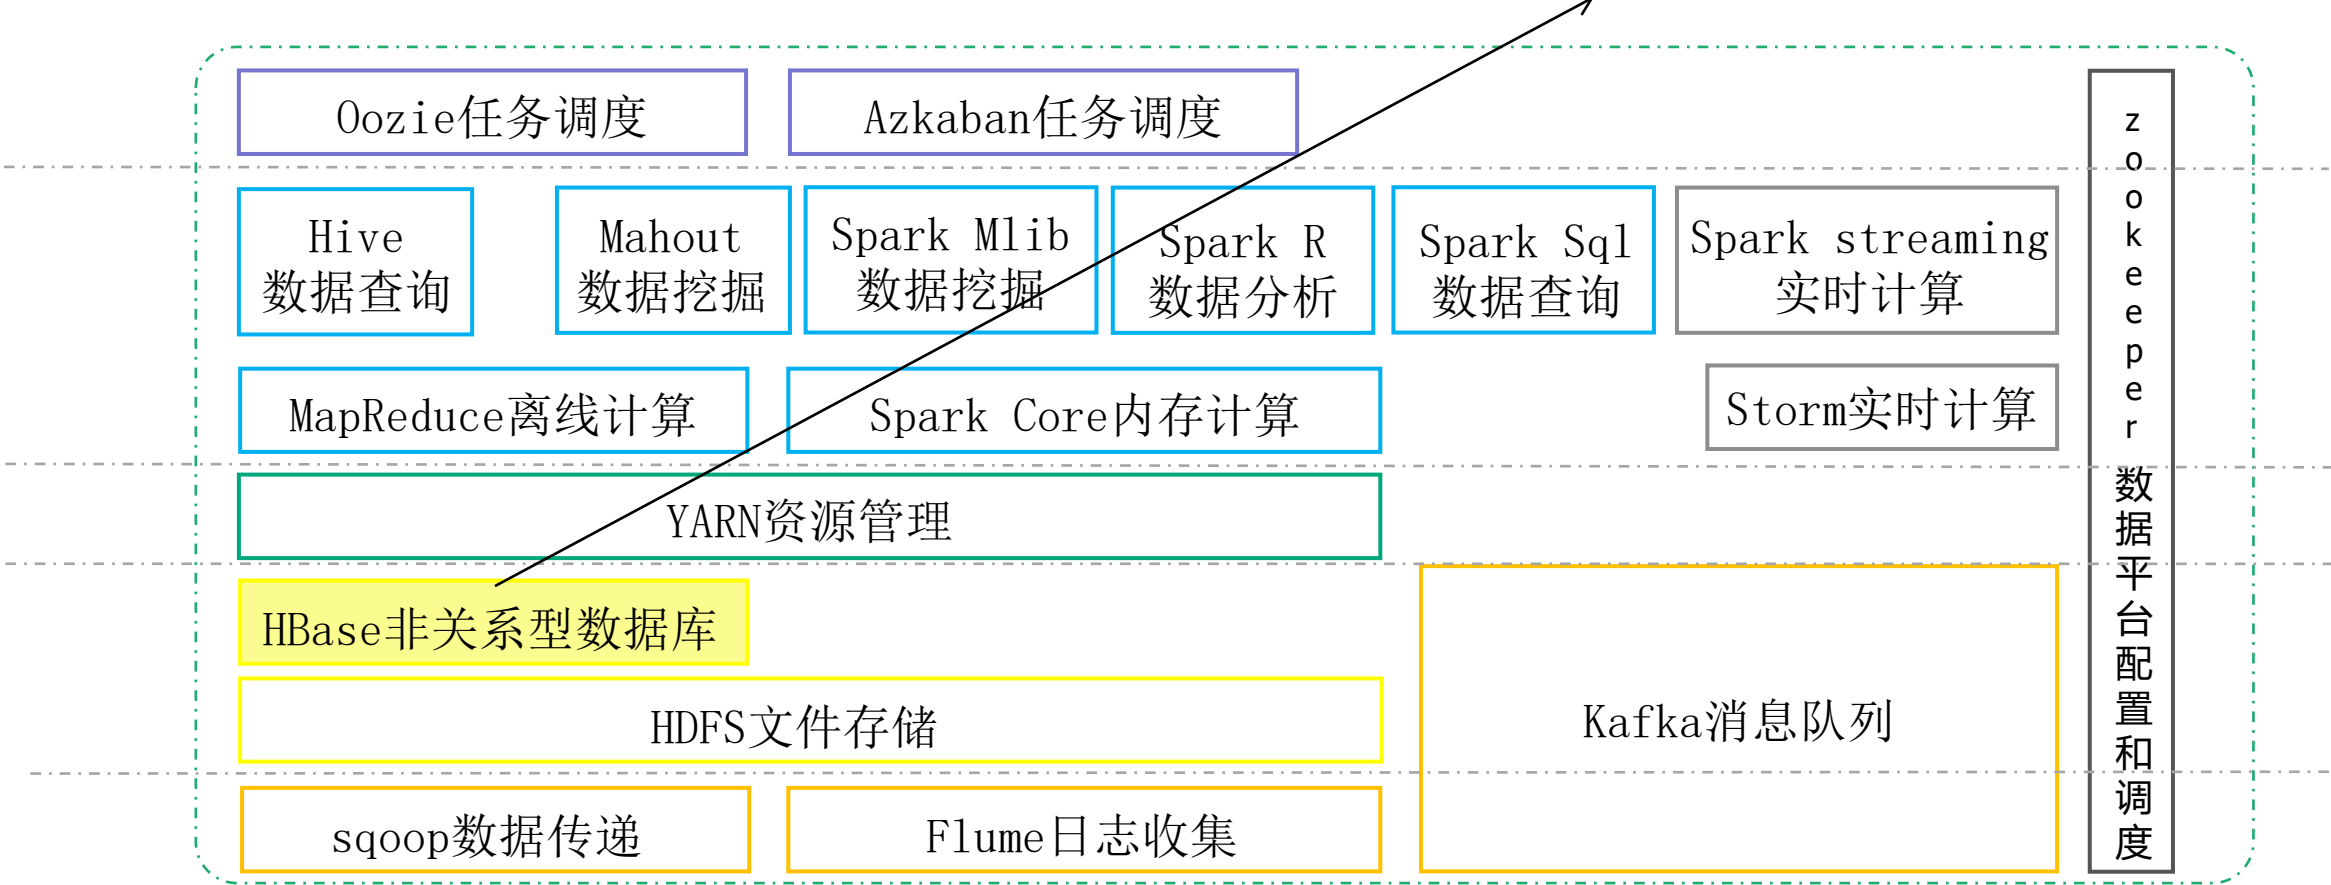 Oozie任务调度
Azkaban任务调度
Hive
数据查询
Mahout
数据挖掘
Spark Mlib
数据挖掘
Spark R
数据分析
Spark Sql
数据查询
Spark streaming
实时计算
MapReduce离线计算
Spark Core内存计算
Storm实时计算
YARN资源管理
HBase非关系型数据库
HDFS文件存储
Kafka消息队列
sqoop数据传递
Flume日志收集
zookeeper数据平台配置和调度